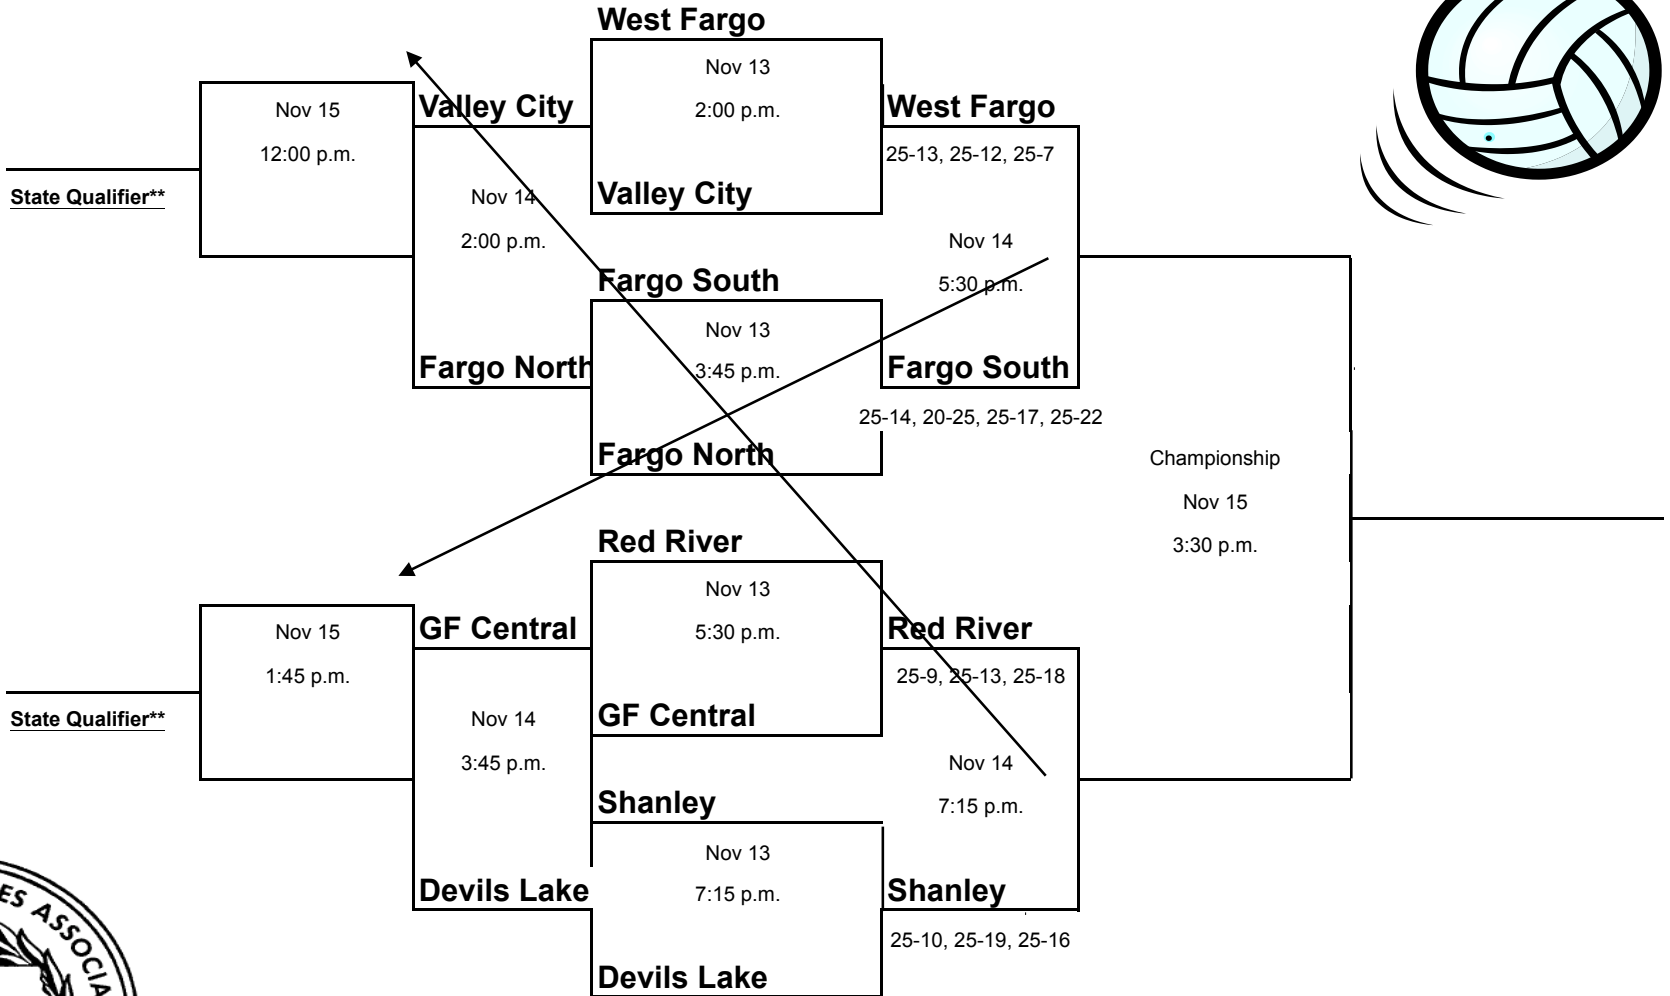 West Fargo
Nov 13
2:00 p.m.
Valley City
Nov 15
12:00 p.m.
State Qualifier**
Valley City
Nov 14
2:00 p.m.
Fargo North
West Fargo
25-13, 25-12, 25-7
Nov 14
5:30 p.m.
Fargo South
25-14, 20-25, 25-17, 25-22
Fargo South
Nov 13
3:45 p.m.
Fargo North
Championship
Nov 15
3:30 p.m.
Red River
Nov 13
5:30 p.m.
GF Central
Nov 15
1:45 p.m.
State Qualifier**
GF Central
Nov 14
3:45 p.m.
Devils Lake
Red River
25-9, 25-13, 25-18
Nov 14
7:15 p.m.
Shanley
25-10, 25-19, 25-16
Shanley
Nov 13
7:15 p.m.
Devils Lake